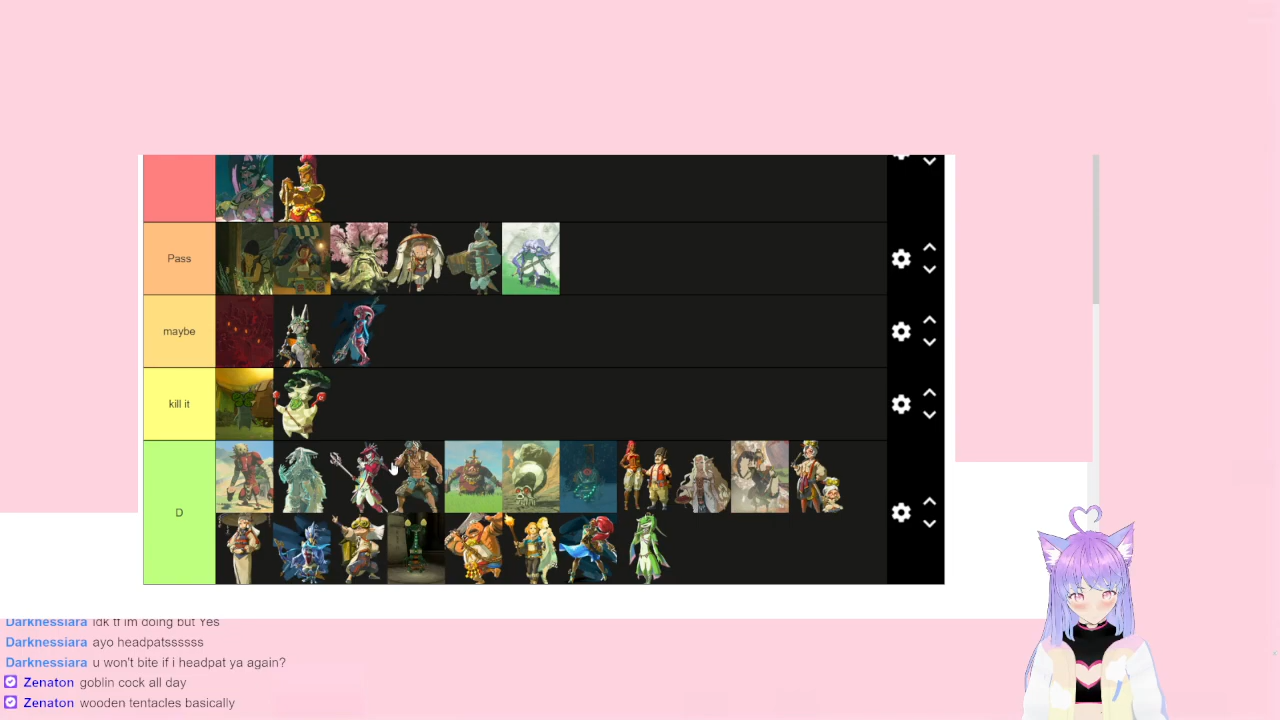 Pass
maybe
kill it
D
Darknessiara idk tf im doing but Yes
Darknessiara ayo headpatssssss
Darknessiara u won't bite if i headpat ya again?
Zenaton goblin cock all day
Zenaton wooden tentacles basically